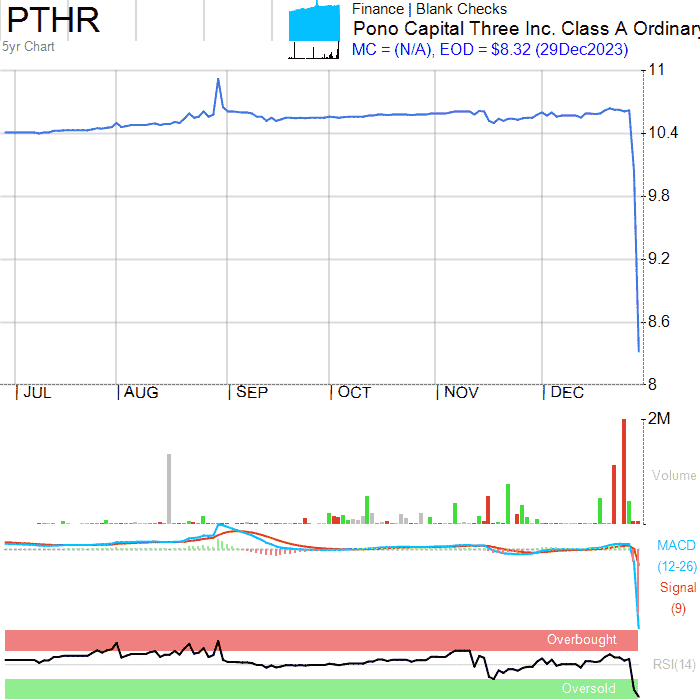 PTHR
Finance | Blank Checks
Pono Capital Three Inc. Class A Ordinary
5yr Chart
MC = (N/A), EOD = $8.32 (29Dec2023)
11
10.4
9.8
9.2
8.6
8
JUL AUG SEP OCT NOV DEC
2M
Volume
MACD
(12-26)
Signal
(9)
Overbought
RSI(14)
Oversold